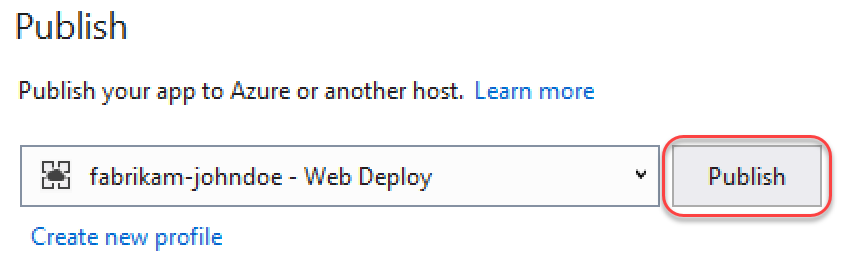 Publish
Publish your app to Azure or another host. Learn more
fabrikam-johndoe - Web Deploy Publish
Create new profile